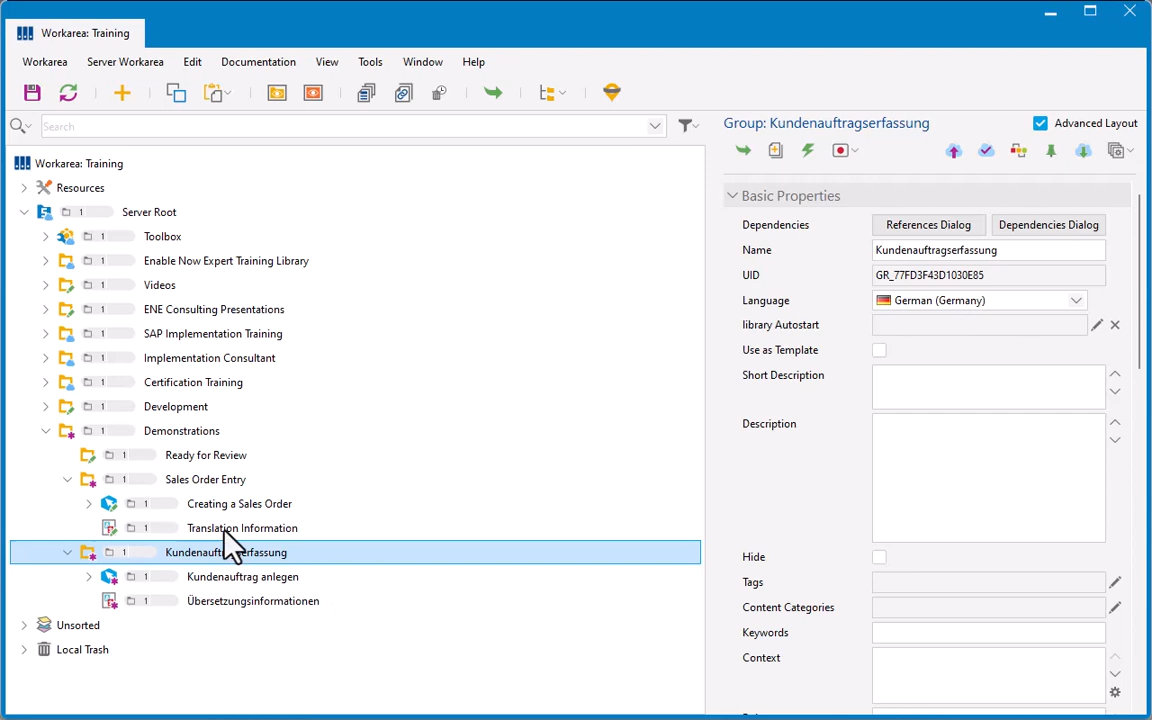 Workarea: Training
Workarea Server Workarea Edit Documentation View Tools Window Help
Search
Group: Kundenauftragserfassung
Advanced Layout
Workarea: Training
Resources
1 Server Root
1 Toolbox
1 Enable Now Expert Training Library
1 Videos
1 ENE Consulting Presentations
1 SAP Implementation Training
1 Implementation Consultant
1 Certification Training
1 Development
1 Demonstrations
1 Ready for Review
1 Sales Order Entry
1 Creating a Sales Order
1 Translation Information
1 Kundenauftragserfassung
1 Kundenauftrag anlegen
1 Übersetzungsinformationen
Unsorted
Local Trash
Basic Properties
Dependencies References Dialog Dependencies Dialog
Name Kundenauftragserfassung
UID GR_77FD3F43D1030E85
Language German (Germany)
library Autostart
Use as Template
Short Description
Description
Hide
Tags
Content Categories
Keywords
Context